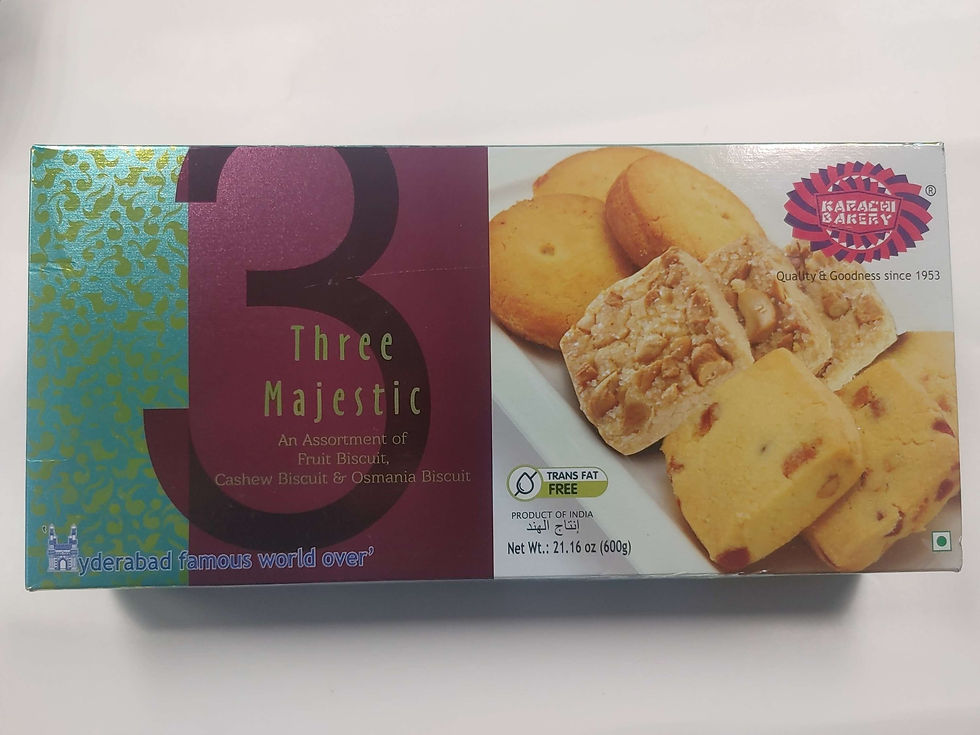 3
Three
Majestic
An Assortment of
Fruit Biscuit,
Cashew Biscuit & Osmania Biscuit
‘Hyderabad famous world over’
KARACHI
BAKERY
®
Quality & Goodness since 1953
TRANS FAT
FREE
PRODUCT OF INDIA
إنتاج الهند
Net Wt.: 21.16 oz (600g)